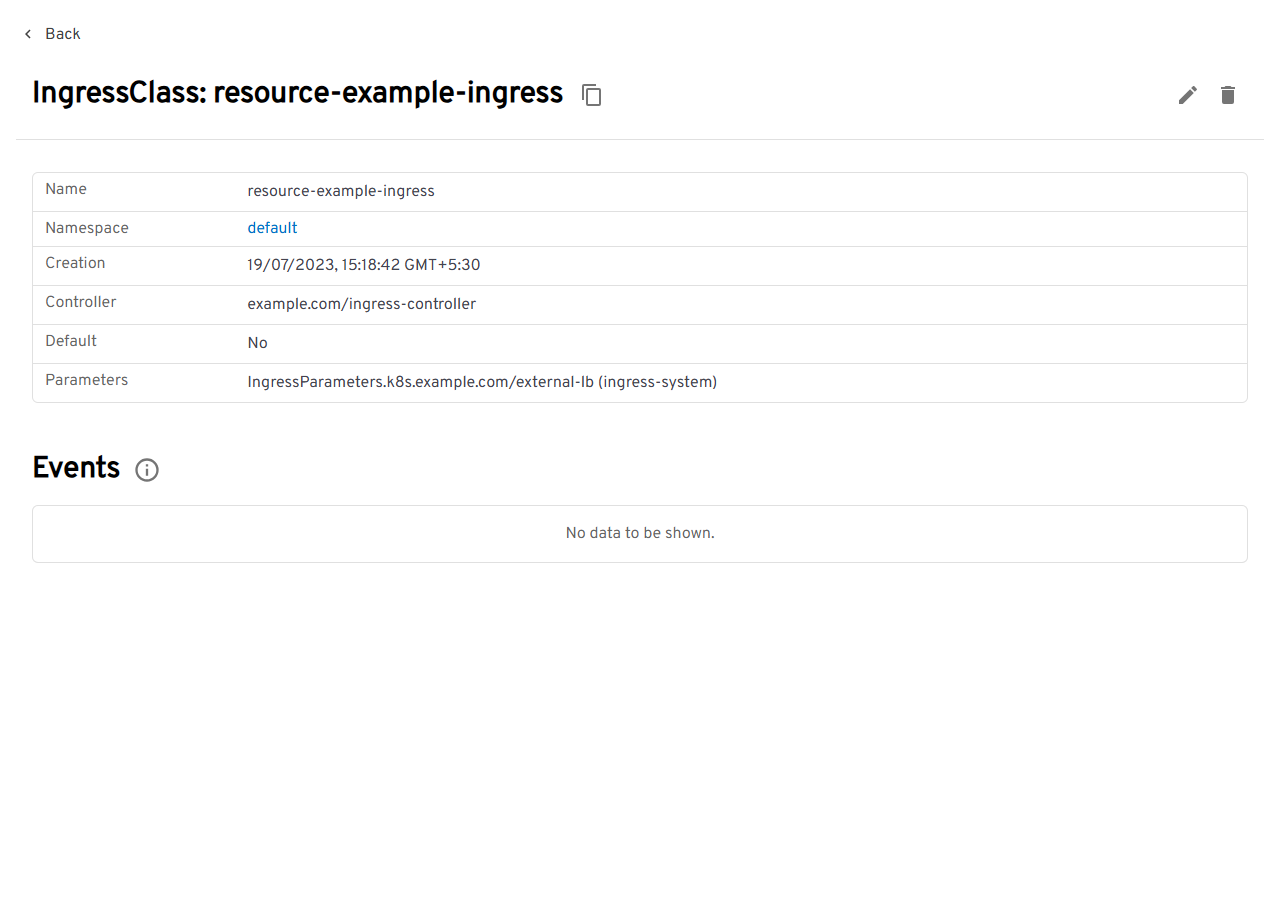 Back
IngressClass: resource-example-ingress
Name resource-example-ingress
Namespace default
Creation 19/07/2023, 15:18:42 GMT+5:30
Controller example.com/ingress-controller
Default No
Parameters IngressParameters.k8s.example.com/external-lb (ingress-system)
Events
No data to be shown.